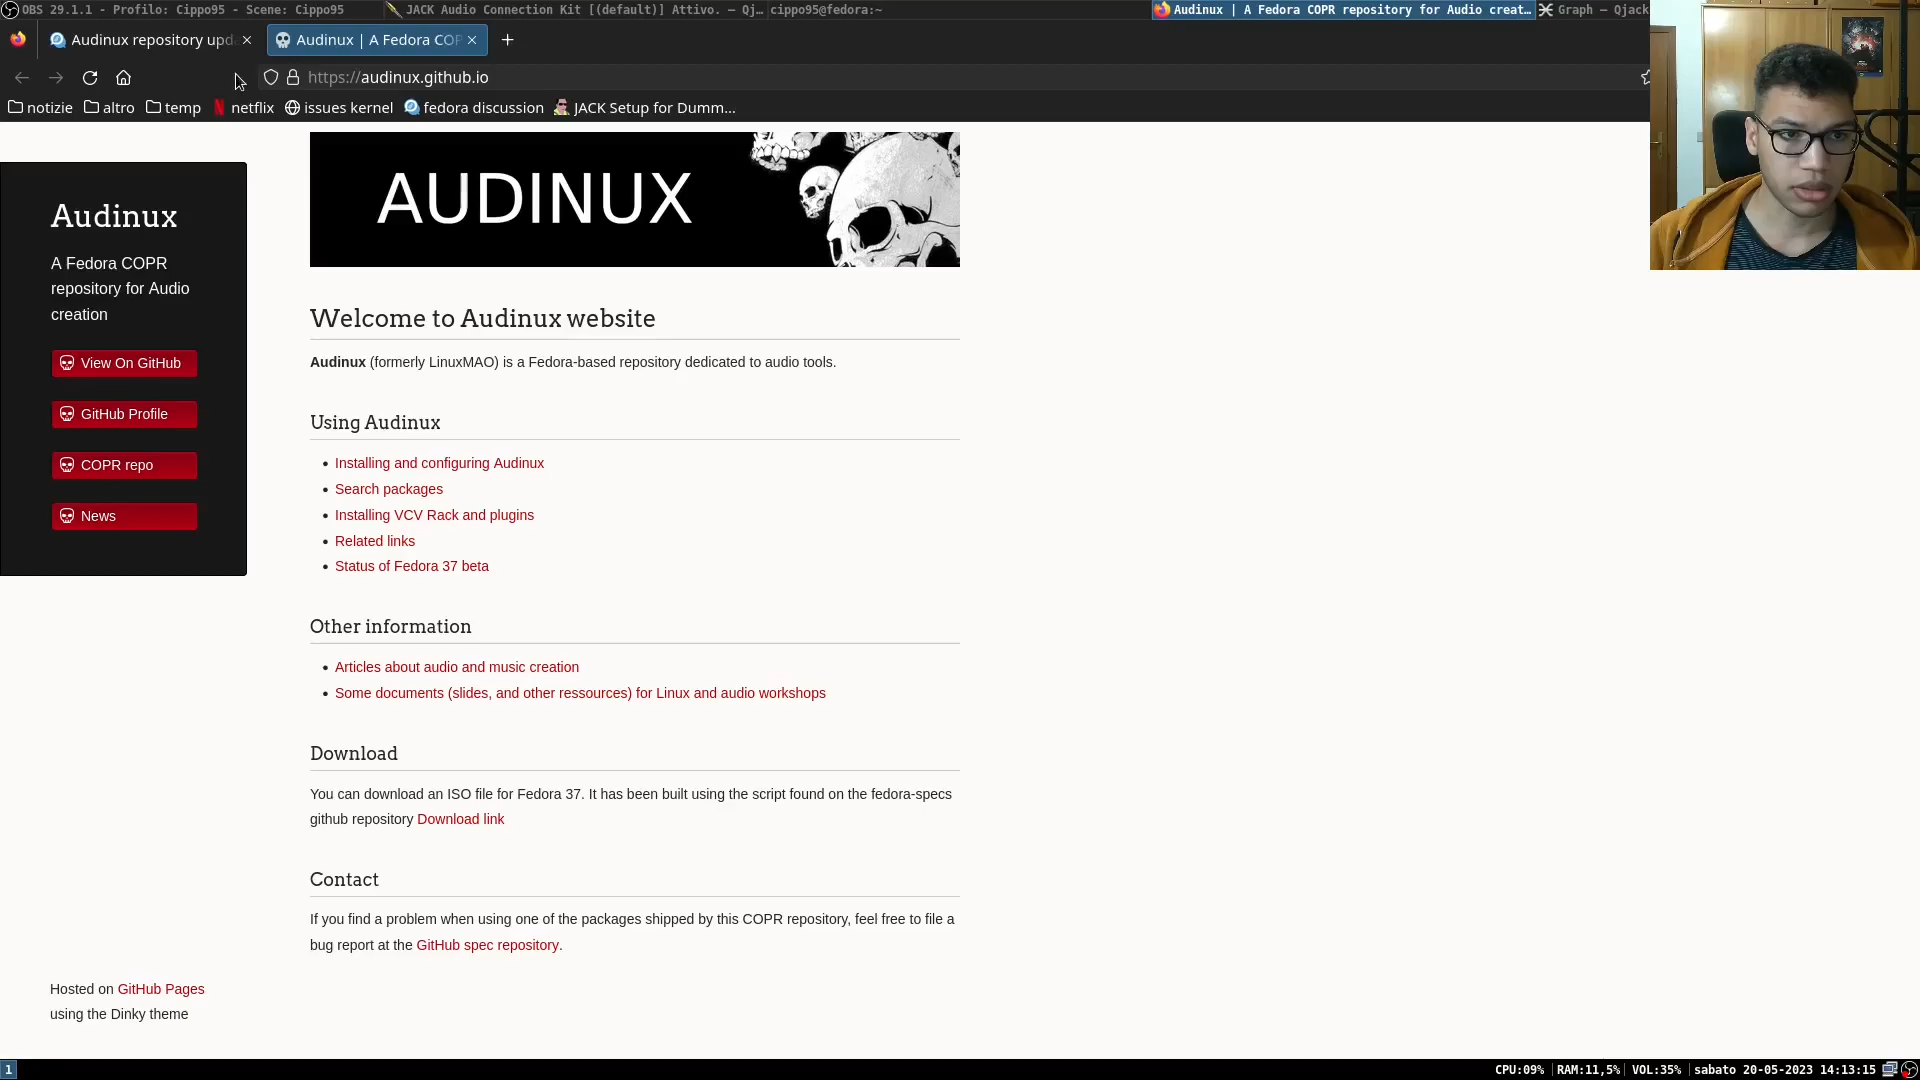 OBS 29.1.1 - Profilo: Cippo95 - Scene: Cippo95
JACK Audio Connection Kit [(default)] Attivo. — Qj…
cippo95@fedora:~
Audinux | A Fedora COPR repository for Audio creat…
Graph — Qjack
Audinux repository upd
Audinux | A Fedora COP
https://audinux.github.io
notizie
altro
temp
netflix
issues kernel
fedora discussion
JACK Setup for Dumm...
AUDINUX
Audinux
A Fedora COPR
repository for Audio
creation
View On GitHub
GitHub Profile
COPR repo
News
Welcome to Audinux website
Audinux (formerly LinuxMAO) is a Fedora-based repository dedicated to audio tools.
Using Audinux
Installing and configuring Audinux
Search packages
Installing VCV Rack and plugins
Related links
Status of Fedora 37 beta
Other information
Articles about audio and music creation
Some documents (slides, and other ressources) for Linux and audio workshops
Download
You can download an ISO file for Fedora 37. It has been built using the script found on the fedora-specs
github repository Download link
Contact
If you find a problem when using one of the packages shipped by this COPR repository, feel free to file a
bug report at the GitHub spec repository.
Hosted on GitHub Pages
using the Dinky theme
1
CPU:09%
RAM:11,5%
VOL:35%
sabato 20-05-2023 14:13:15